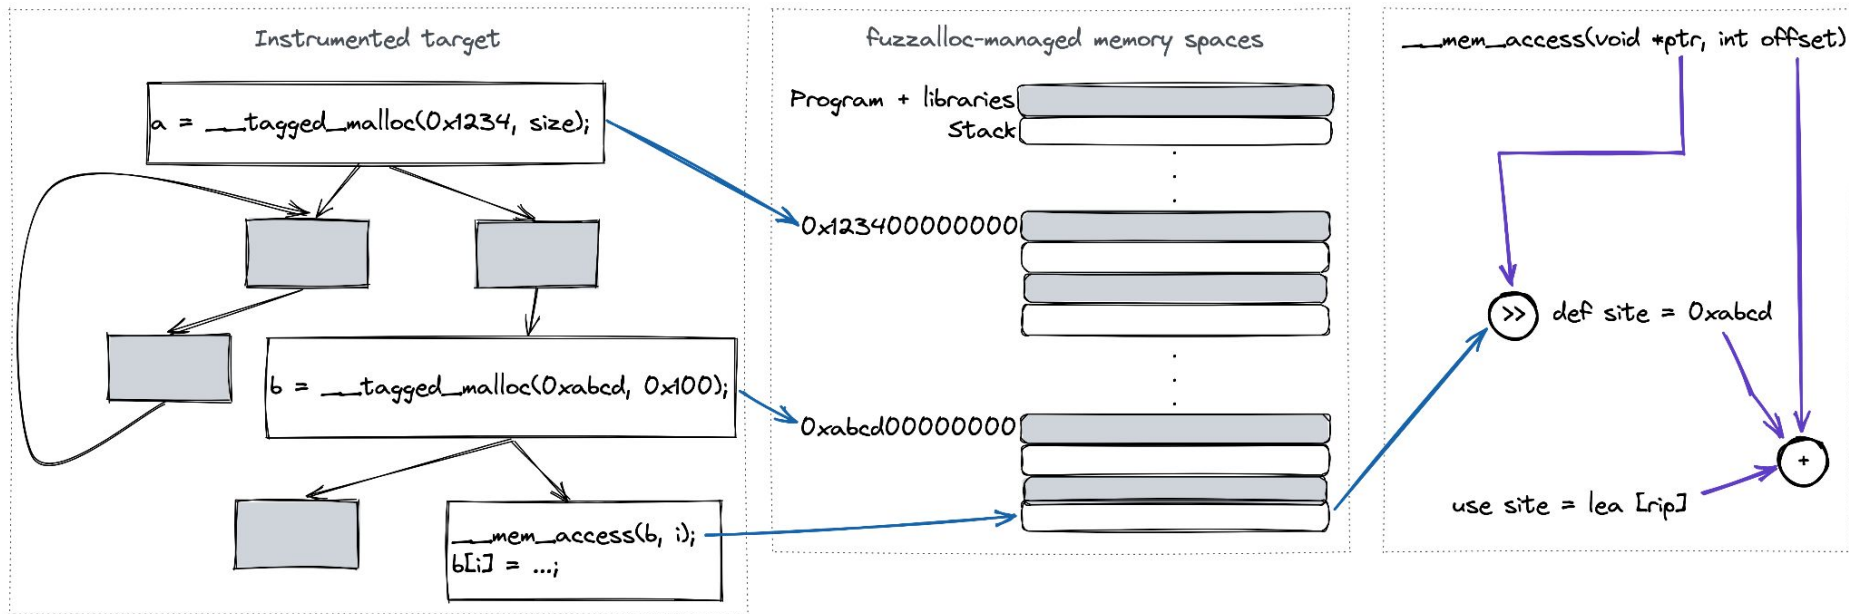 Instrumented target
a = __tagged_malloc(0x1234, size);
b = __tagged_malloc(0xabcd, 0x100);
__mem_access(b, i);
b[i] = ...;
fuzzalloc-managed memory spaces
Program + libraries
Stack
0x123400000000
0xabcd00000000
__mem_access(void *ptr, int offset)
>>
def site = 0xabcd
+
use site = lea [rip]